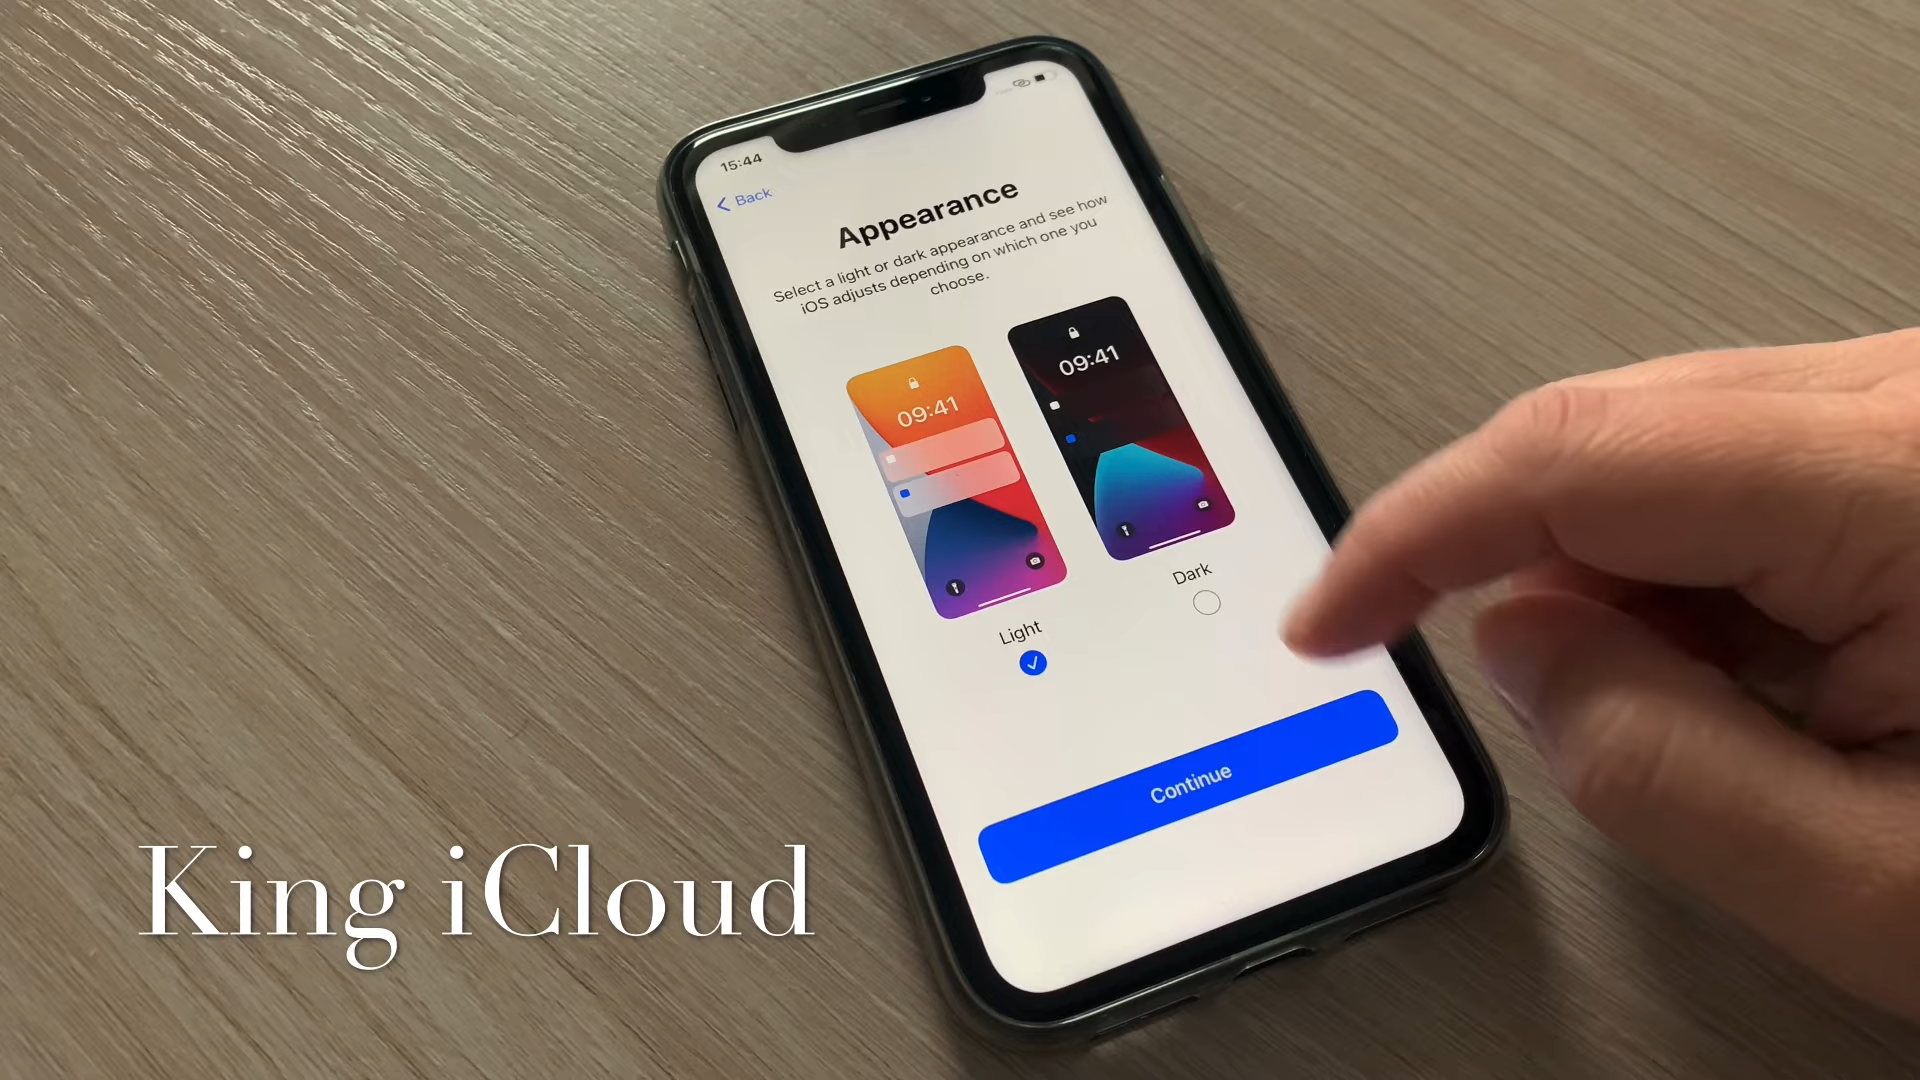 15:44
Back
Appearance
Select a light or dark appearance and see how
iOS adjusts depending on which one you
choose.
09:41
09:41
Light
Dark
Continue
King iCloud